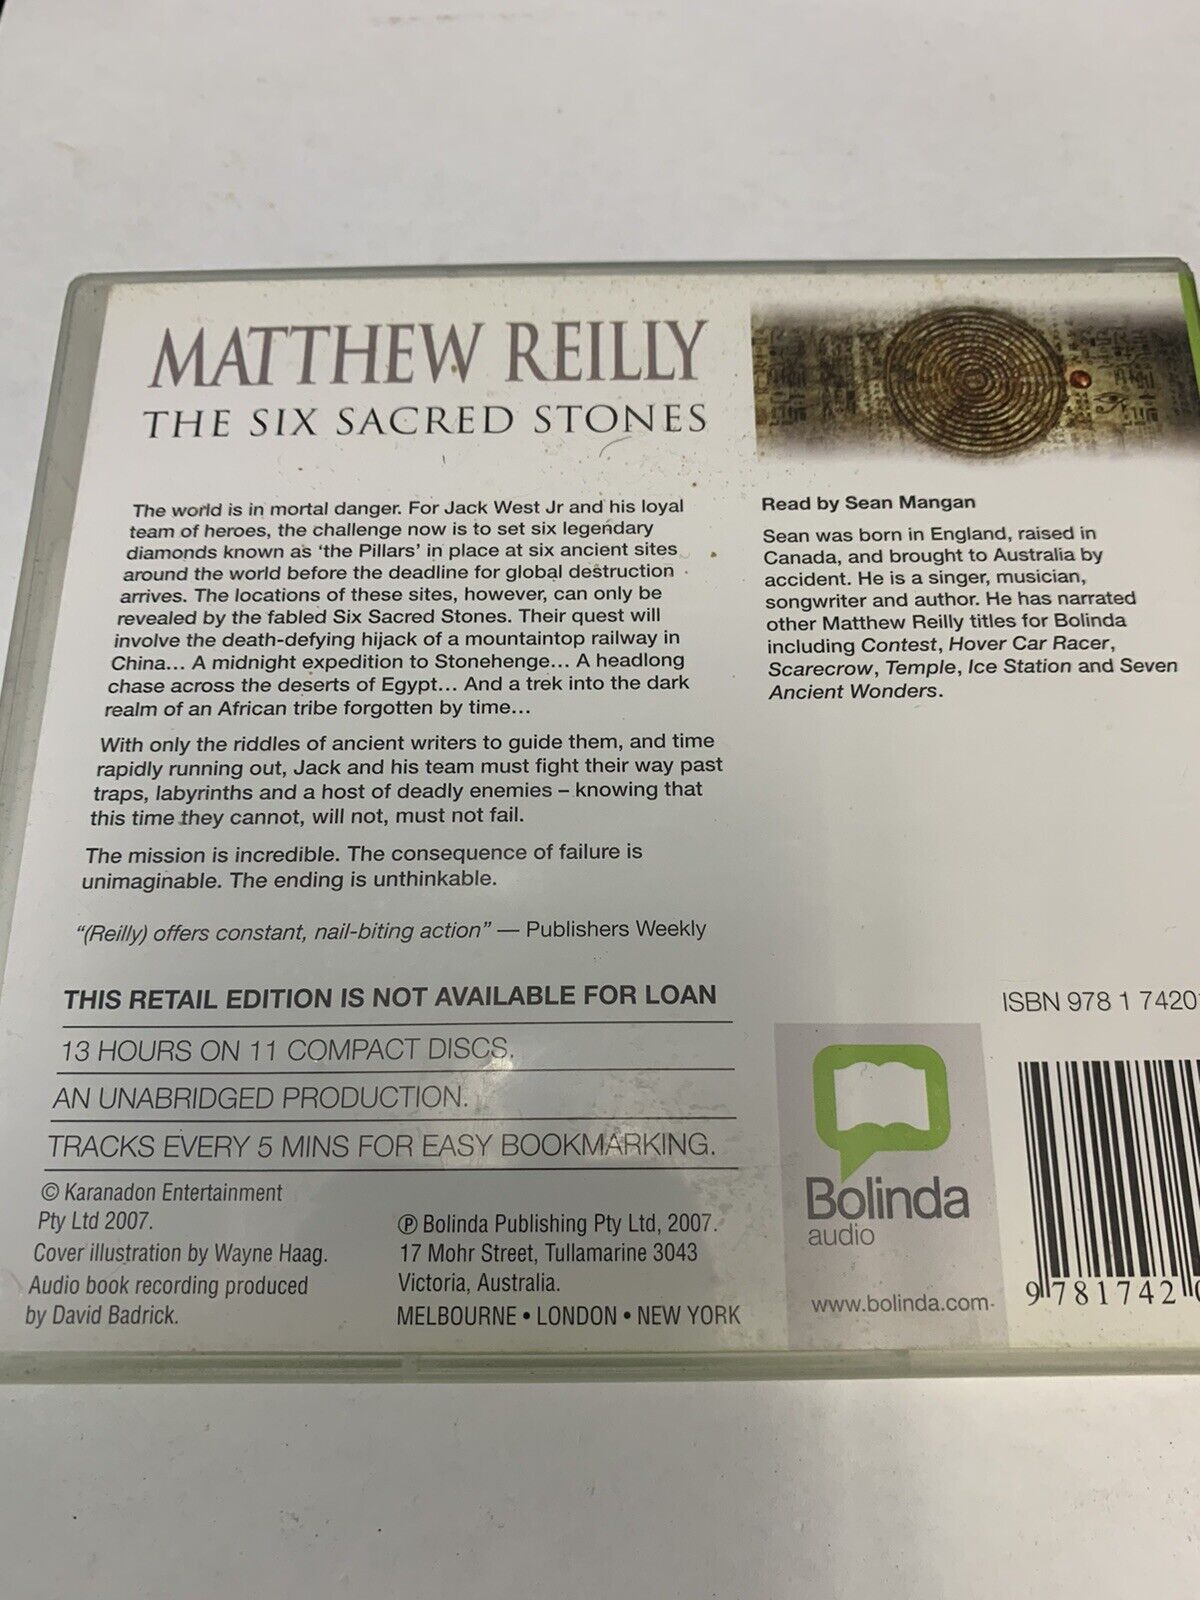 MATTHEW REILLY
THE SIX SACRED STONES
The world is in mortal danger. For Jack West Jr and his loyal
team of heroes, the challenge now is to set six legendary
diamonds known as ‘the Pillars’ in place at six ancient sites
around the world before the deadline for global destruction
arrives. The locations of these sites, however, can only be
revealed by the fabled Six Sacred Stones. Their quest will
involve the death-defying hijack of a mountaintop railway in
China... A midnight expedition to Stonehenge... A headlong
chase across the deserts of Egypt... And a trek into the dark
realm of an African tribe forgotten by time...
With only the riddles of ancient writers to guide them, and time
rapidly running out, Jack and his team must fight their way past
traps, labyrinths and a host of deadly enemies – knowing that
this time they cannot, will not, must not fail.
The mission is incredible. The consequence of failure is
unimaginable. The ending is unthinkable.
“(Reilly) offers constant, nail-biting action” — Publishers Weekly
THIS RETAIL EDITION IS NOT AVAILABLE FOR LOAN
13 HOURS ON 11 COMPACT DISCS.
AN UNABRIDGED PRODUCTION.
TRACKS EVERY 5 MINS FOR EASY BOOKMARKING.
© Karanadon Entertainment
Pty Ltd 2007.
Cover illustration by Wayne Haag.
Audio book recording produced
by David Badrick.
℗ Bolinda Publishing Pty Ltd, 2007.
17 Mohr Street, Tullamarine 3043
Victoria, Australia.
MELBOURNE • LONDON • NEW YORK
Read by Sean Mangan
Sean was born in England, raised in
Canada, and brought to Australia by
accident. He is a singer, musician,
songwriter and author. He has narrated
other Matthew Reilly titles for Bolinda
including Contest, Hover Car Racer,
Scarecrow, Temple, Ice Station and Seven
Ancient Wonders.
ISBN 978 1 7420
Bolinda
audio
www.bolinda.com
9 781742